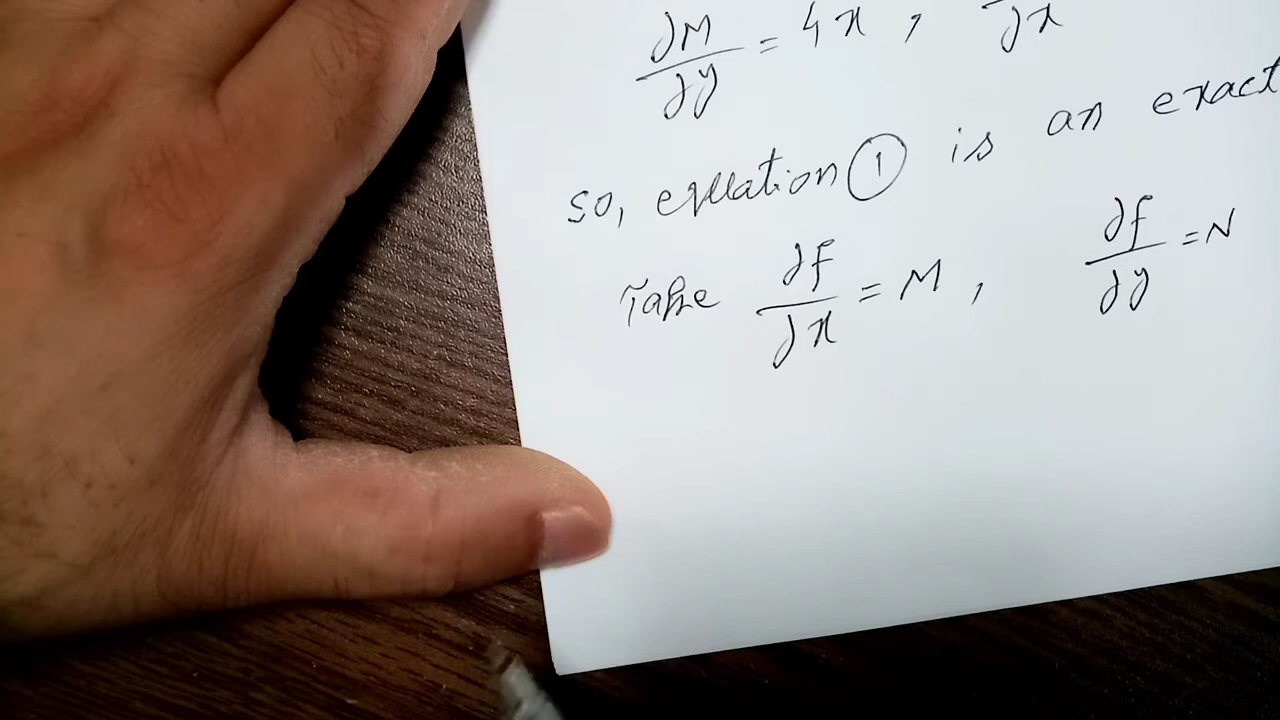 ∂M/∂y = 4x , /∂x
so, equation ① is an exact
Take ∂f/∂x = M , ∂f/∂y = N